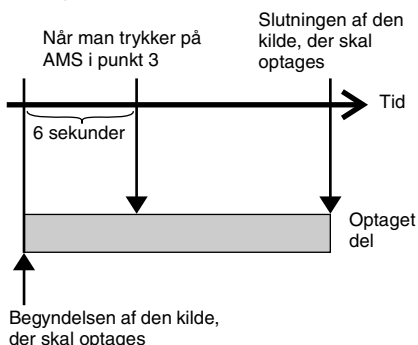 Når man trykker på
AMS i punkt 3
Slutningen af den
kilde, der skal
optages
Tid
6 sekunder
Optaget
del
Begyndelsen af den kilde,
der skal optages